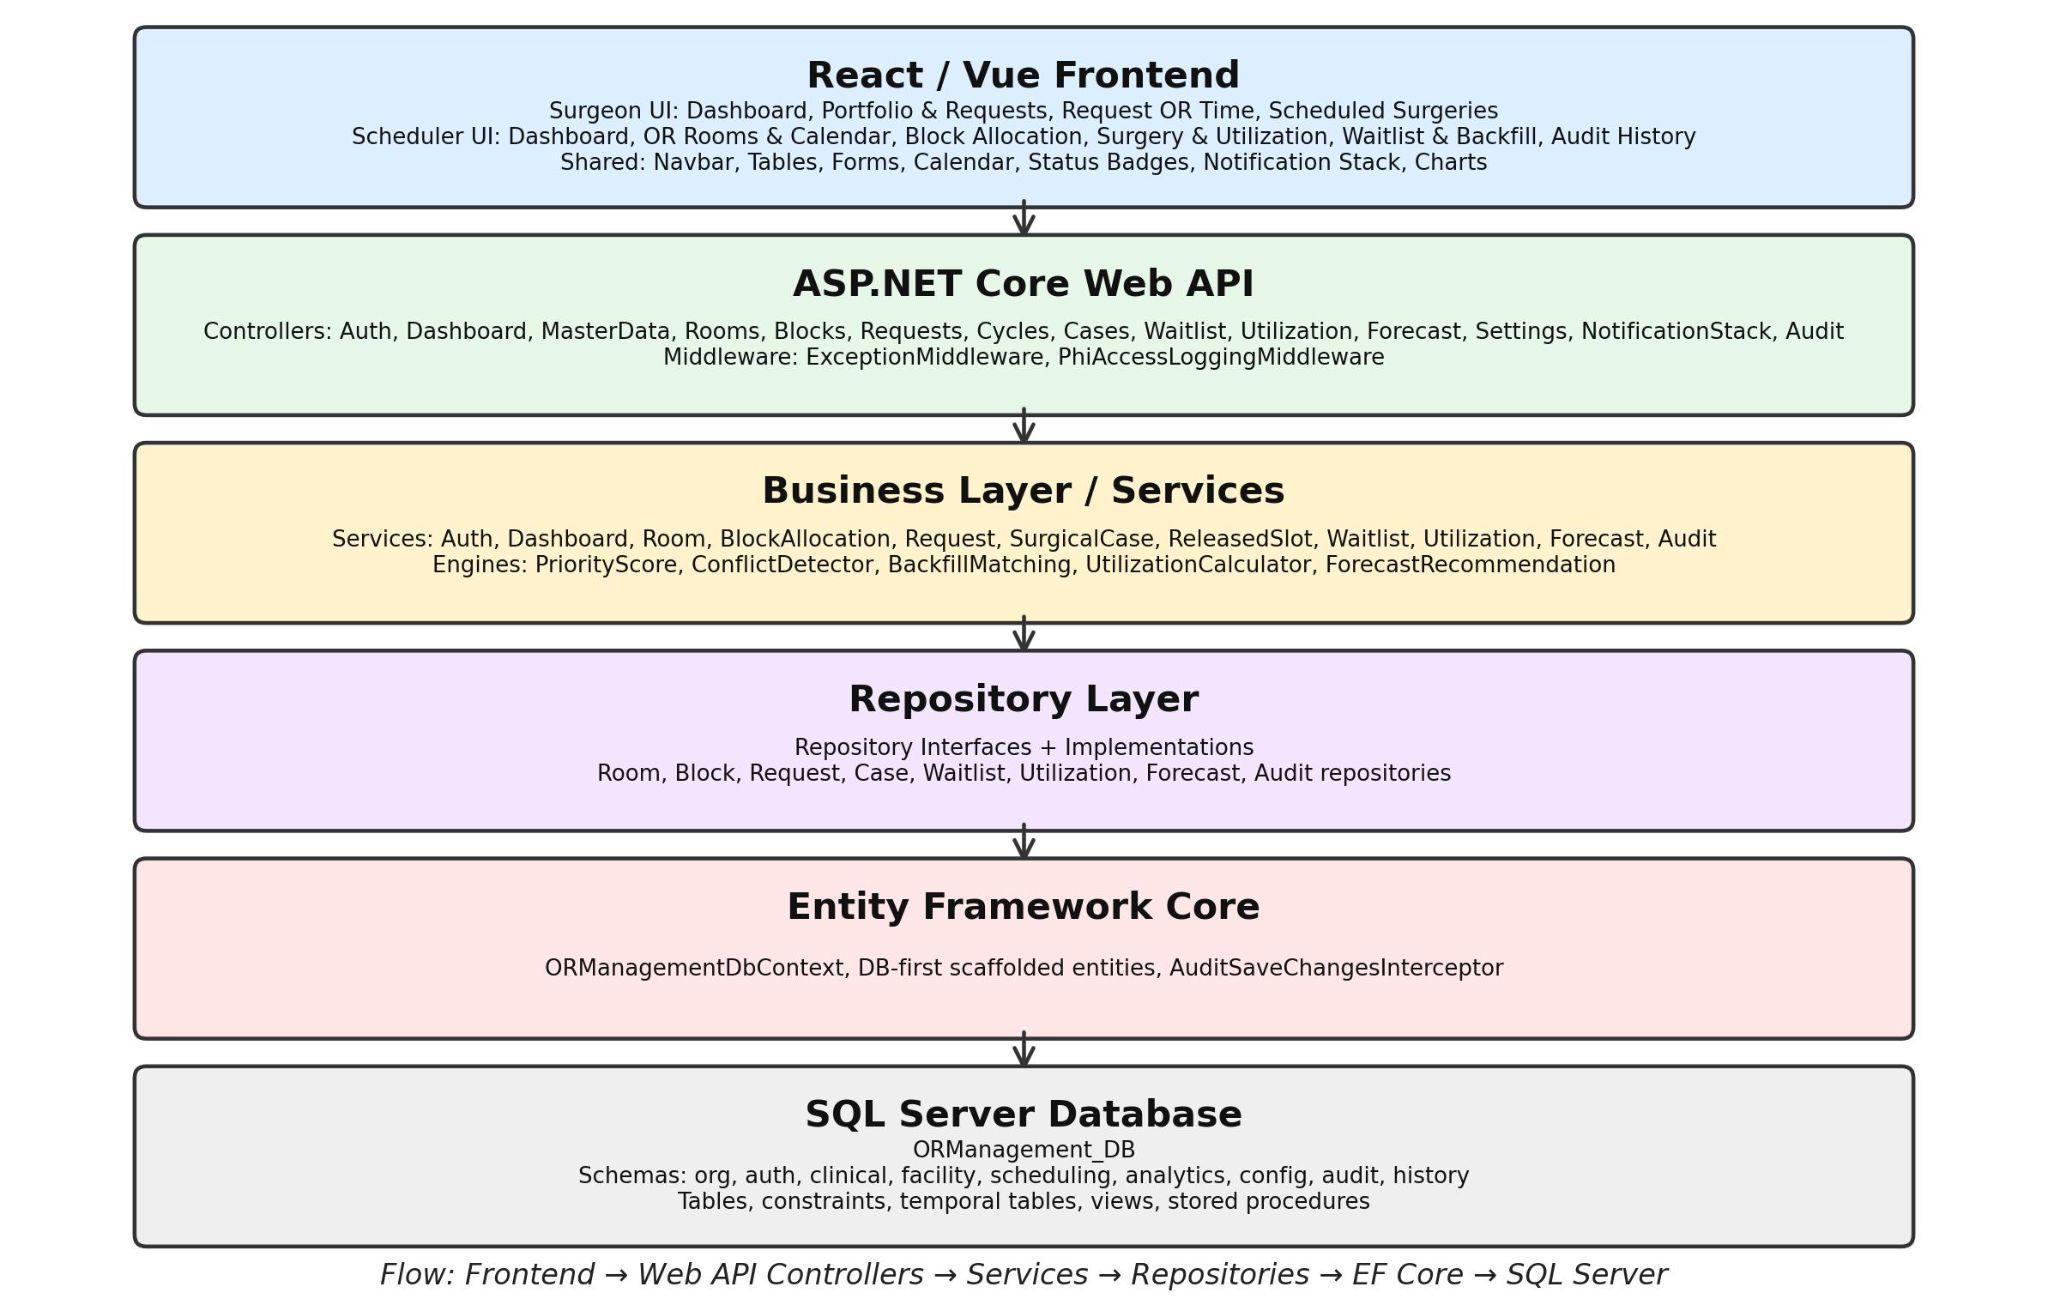 React / Vue Frontend
Surgeon UI: Dashboard, Portfolio & Requests, Request OR Time, Scheduled Surgeries
Scheduler UI: Dashboard, OR Rooms & Calendar, Block Allocation, Surgery & Utilization, Waitlist & Backfill, Audit History
Shared: Navbar, Tables, Forms, Calendar, Status Badges, Notification Stack, Charts
ASP.NET Core Web API
Controllers: Auth, Dashboard, MasterData, Rooms, Blocks, Requests, Cycles, Cases, Waitlist, Utilization, Forecast, Settings, NotificationStack, Audit
Middleware: ExceptionMiddleware, PhiAccessLoggingMiddleware
Business Layer / Services
Services: Auth, Dashboard, Room, BlockAllocation, Request, SurgicalCase, ReleasedSlot, Waitlist, Utilization, Forecast, Audit
Engines: PriorityScore, ConflictDetector, BackfillMatching, UtilizationCalculator, ForecastRecommendation
Repository Layer
Repository Interfaces + Implementations
Room, Block, Request, Case, Waitlist, Utilization, Forecast, Audit repositories
Entity Framework Core
ORManagementDbContext, DB-first scaffolded entities, AuditSaveChangesInterceptor
SQL Server Database
ORManagement_DB
Schemas: org, auth, clinical, facility, scheduling, analytics, config, audit, history
Tables, constraints, temporal tables, views, stored procedures
Flow: Frontend → Web API Controllers → Services → Repositories → EF Core → SQL Server